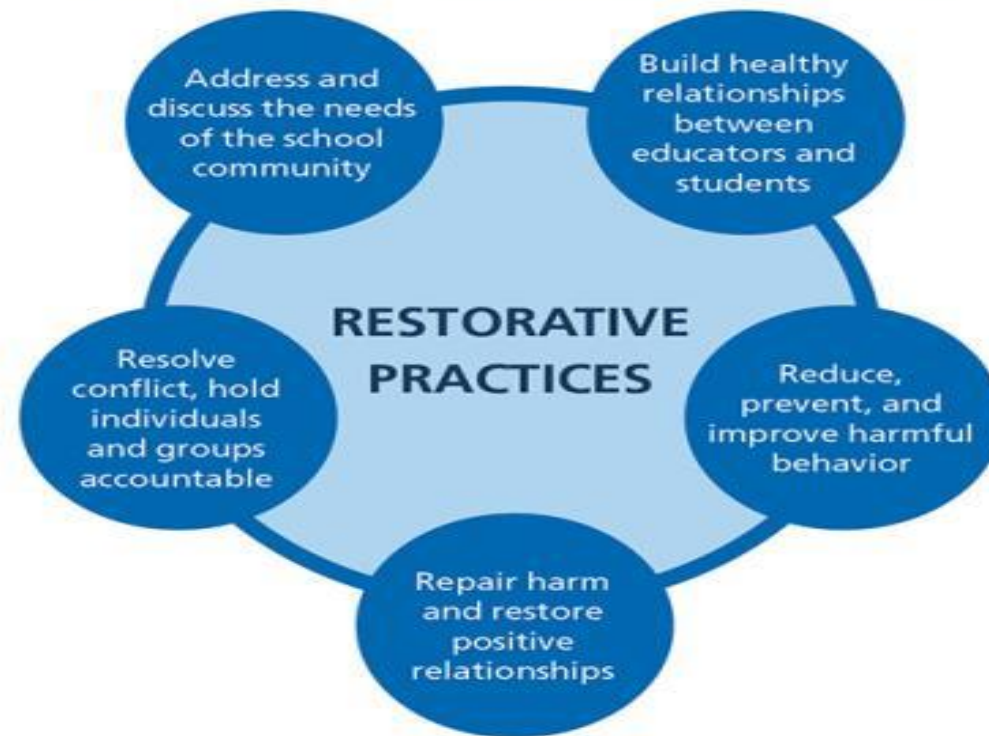 Address and
discuss the needs
of the school
community
Build healthy
relationships
between
educators and
students
RESTORATIVE
PRACTICES
Resolve
conflict, hold
individuals
and groups
accountable
Reduce,
prevent, and
improve harmful
behavior
Repair harm
and restore
positive
relationships